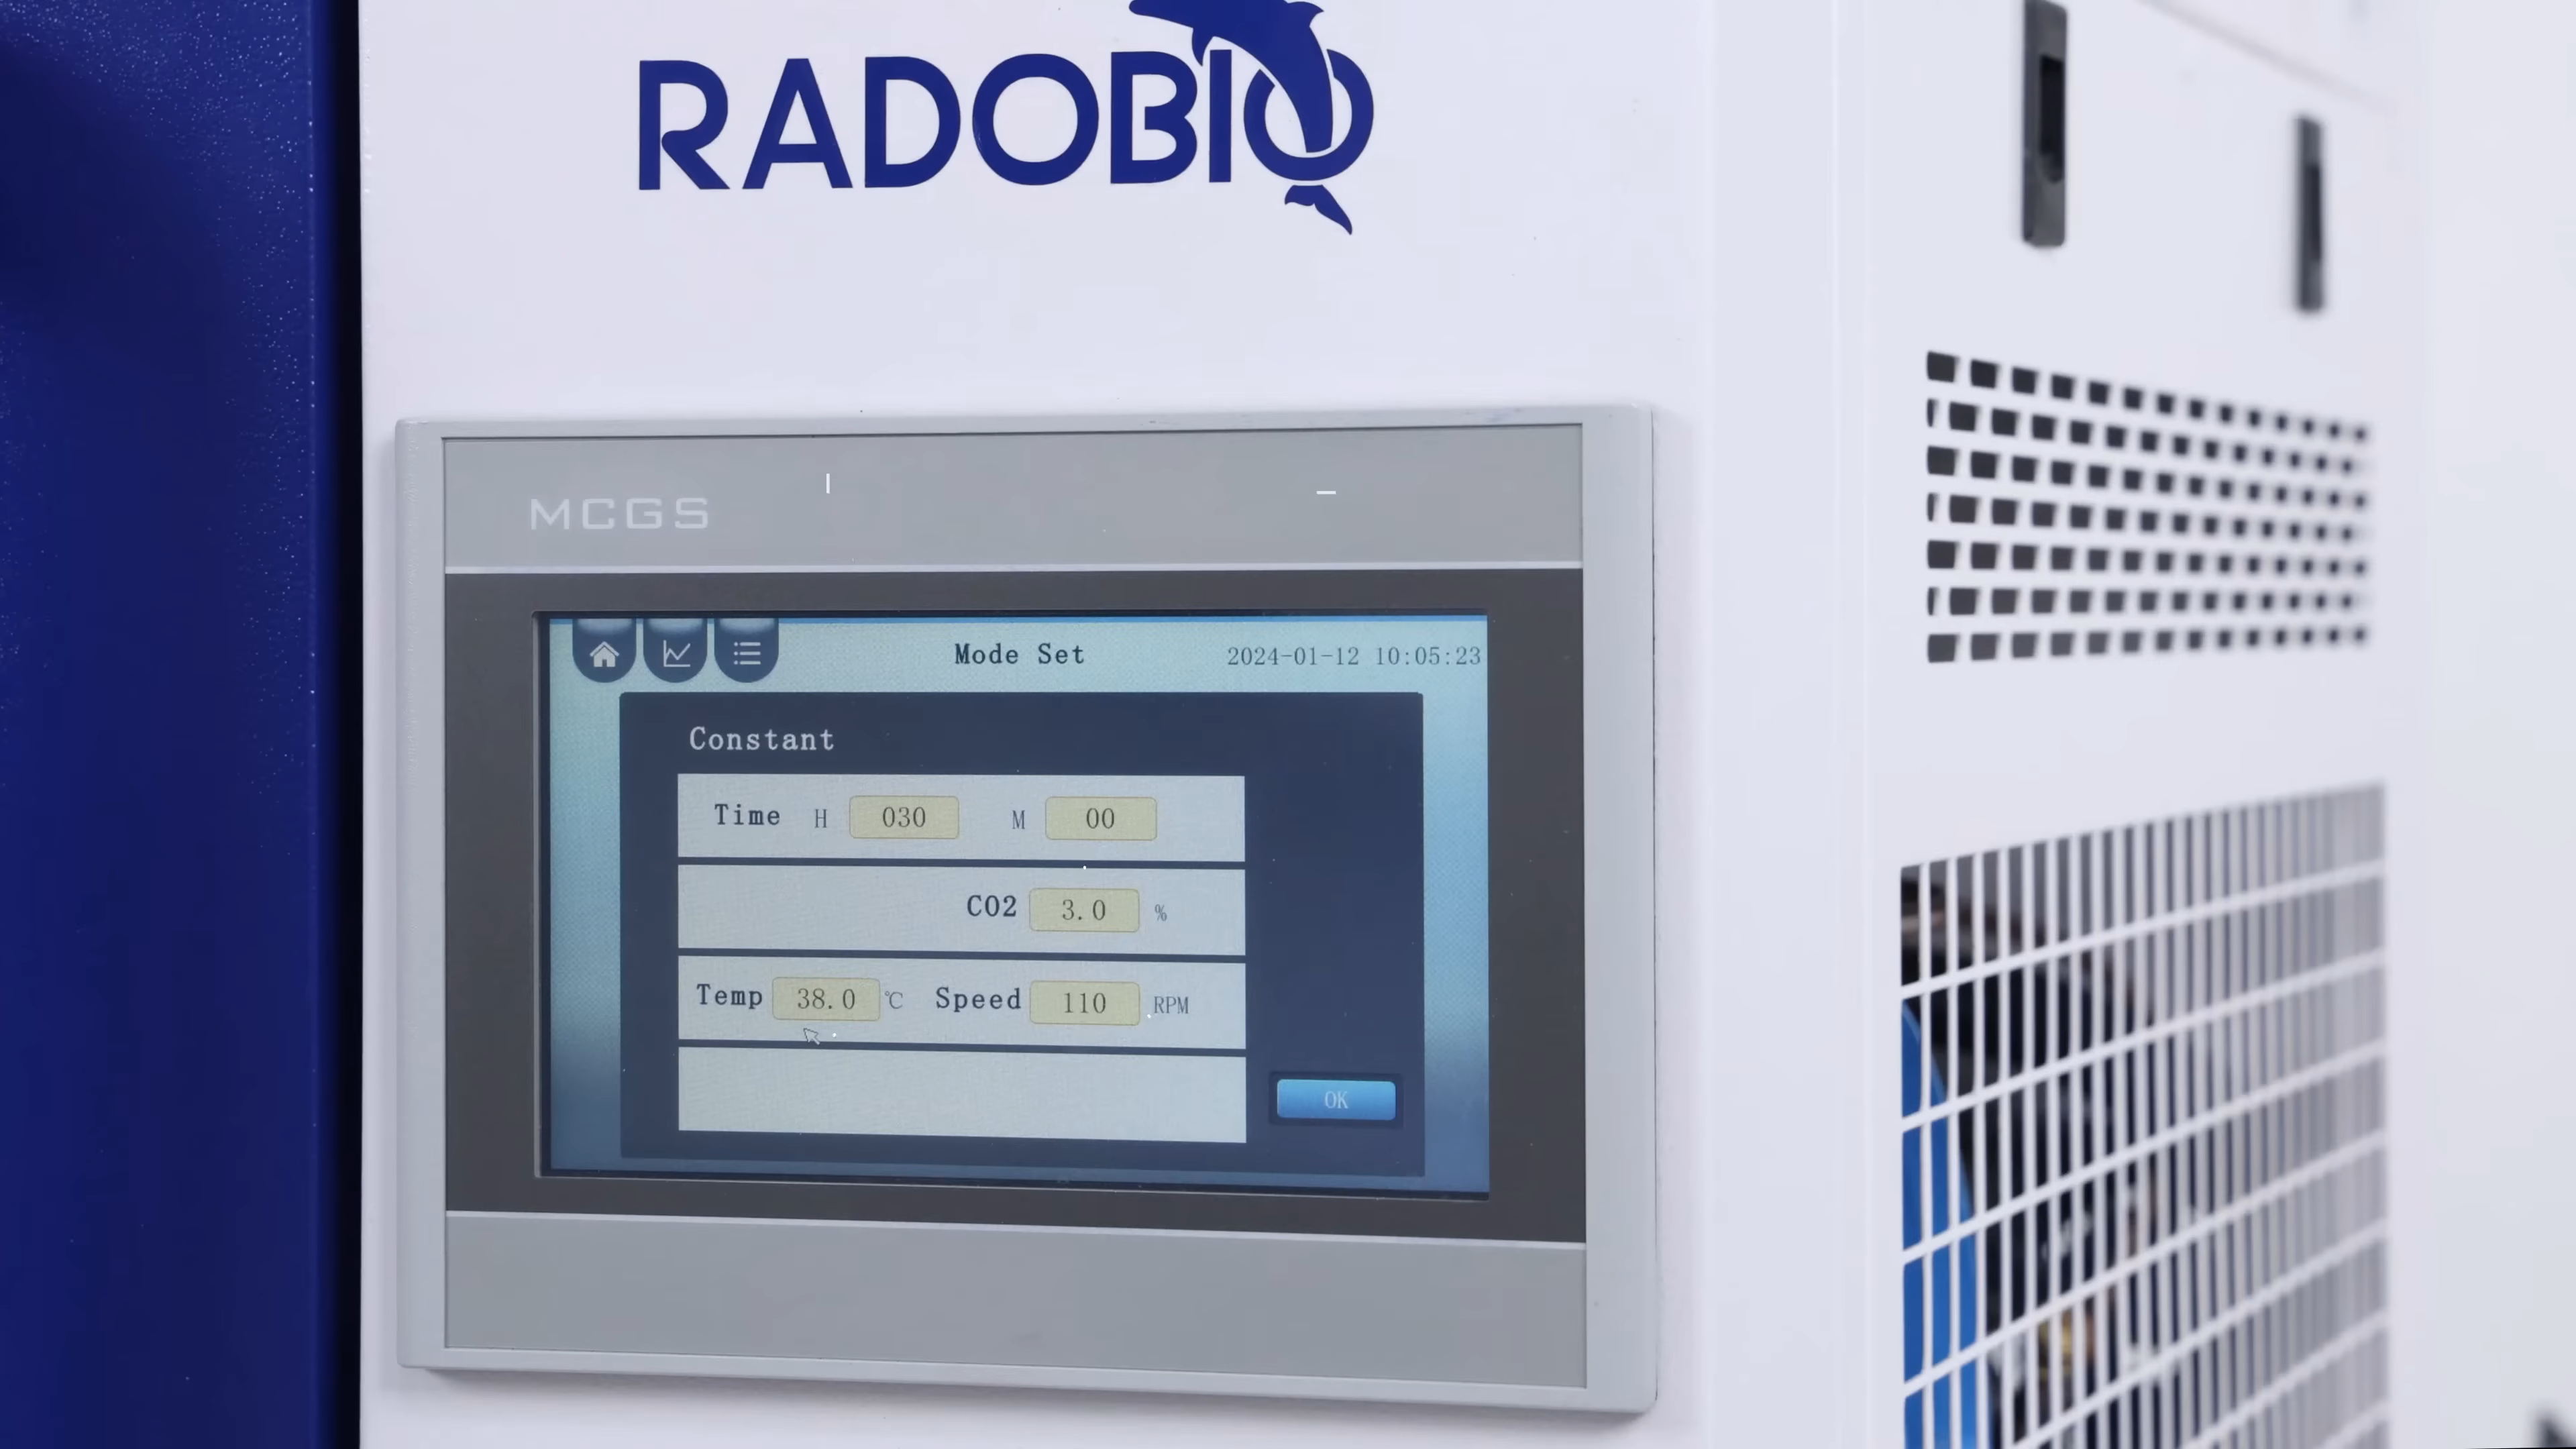 RADOBIO
MCGS
Mode Set 2024-01-12 10:05:23
Constant
Time H 030 M 00
CO2 3.0 %
Temp 38.0 ℃ Speed 110 RPM
OK